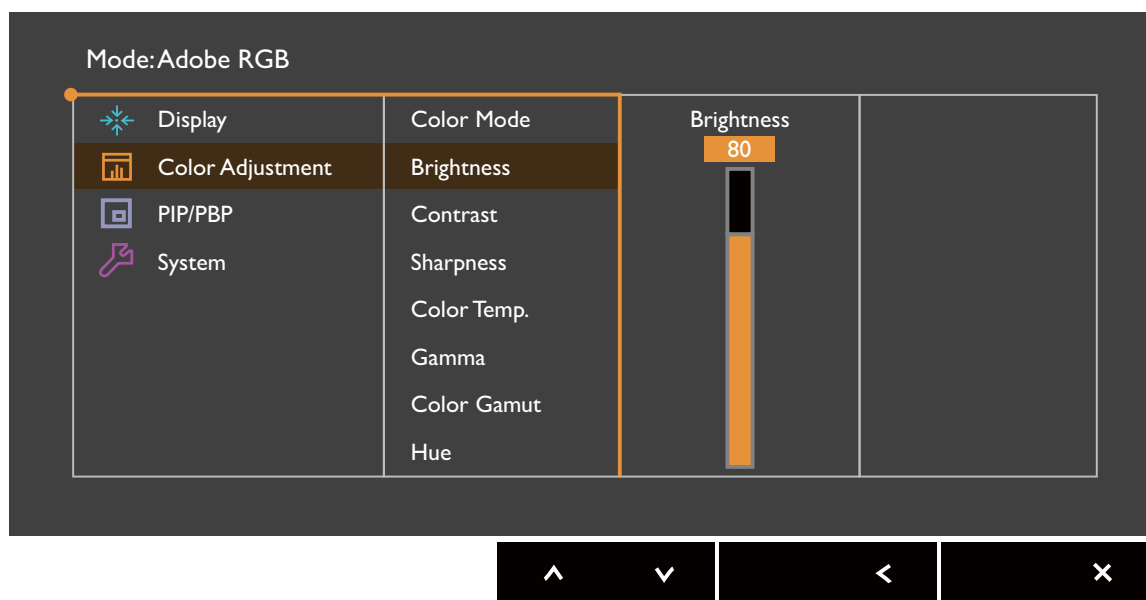 Mode: Adobe RGB
Display
Color Adjustment
PIP/PBP
System
Color Mode
Brightness
Contrast
Sharpness
Color Temp.
Gamma
Color Gamut
Hue
Brightness
80